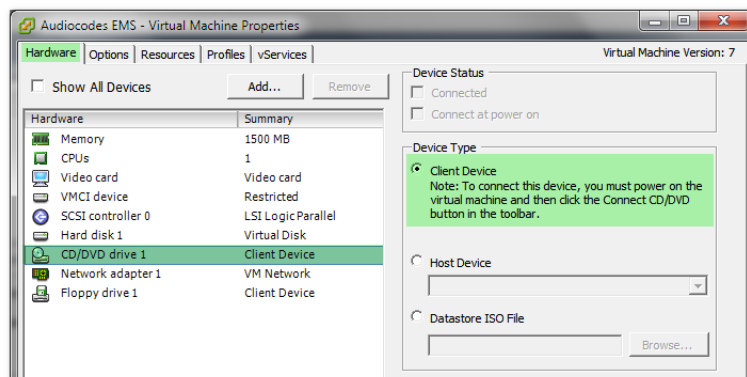 Audiocodes EMS - Virtual Machine Properties
Hardware Options Resources Profiles vServices Virtual Machine Version: 7
Show All Devices Add... Remove
Hardware Summary
Memory 1500 MB
CPUs 1
Video card Video card
VMCI device Restricted
SCSI controller 0 LSI Logic Parallel
Hard disk 1 Virtual Disk
CD/DVD drive 1 Client Device
Network adapter 1 VM Network
Floppy drive 1 Client Device
Device Status
Connected
Connect at power on
Device Type
Client Device
Note: To connect this device, you must power on the
virtual machine and then click the Connect CD/DVD
button in the toolbar.
Host Device
Datastore ISO File
Browse...